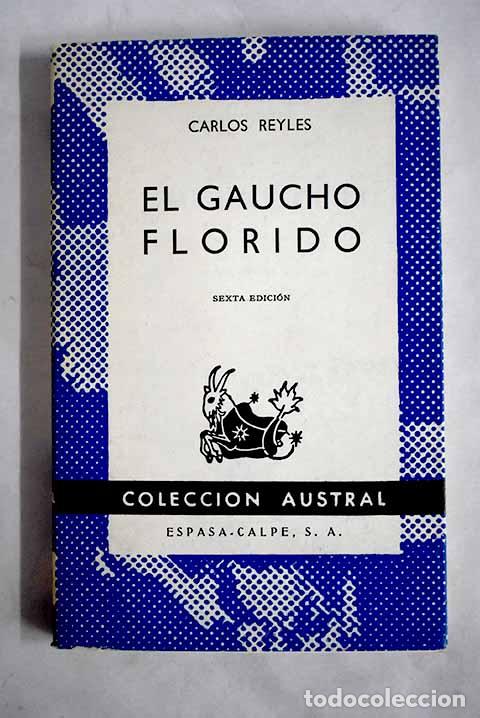 CARLOS REYLES
EL GAUCHO
FLORIDO
SEXTA EDICIÓN
COLECCION AUSTRAL
ESPASA-CALPE, S. A.
todocoleccion